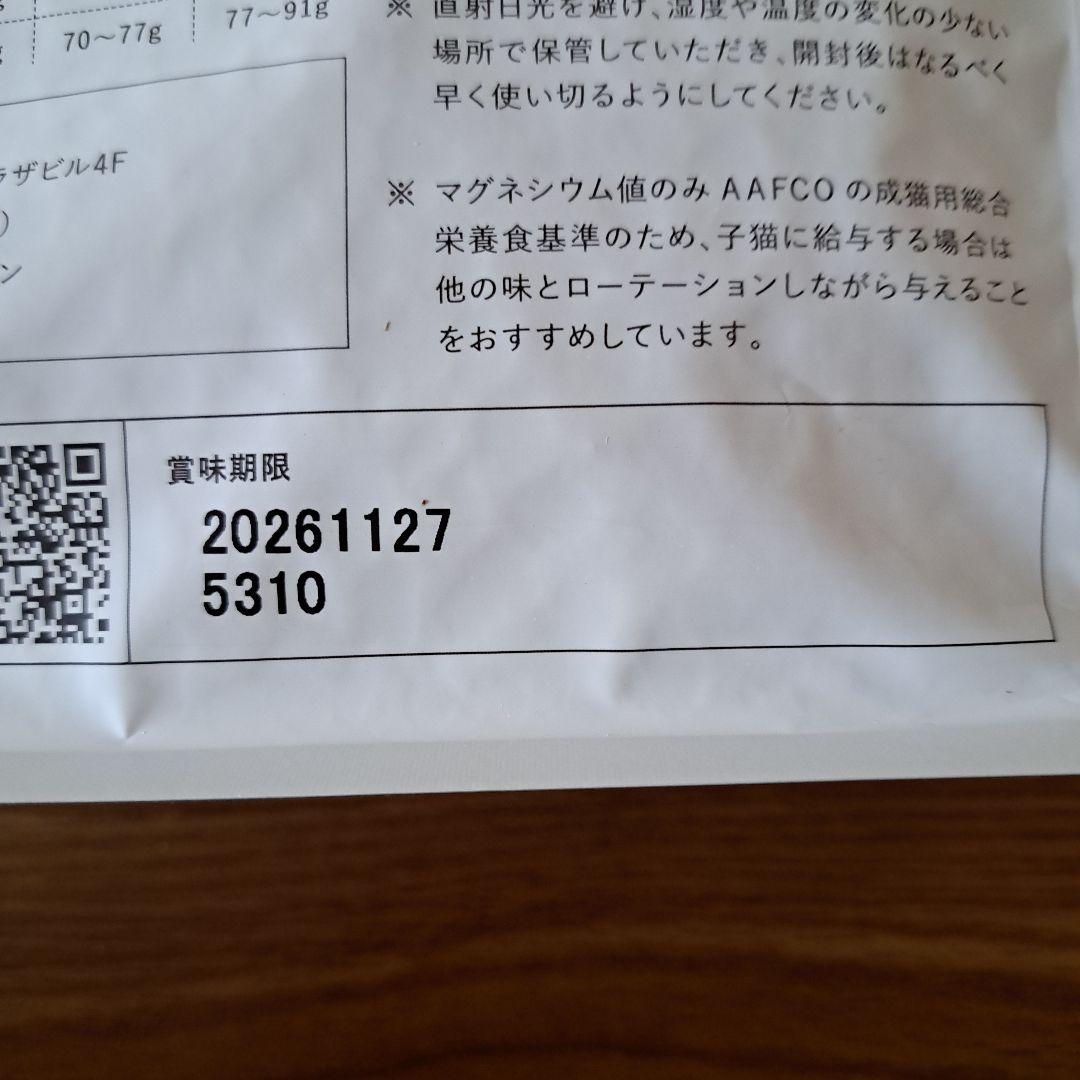 70〜77g
77〜91g
※ 直射日光を避け、湿度や温度の変化の少ない
場所で保管していただき、開封後はなるべく
早く使い切るようにしてください。
ラザビル4F
)
ン
※ マグネシウム値のみAAFCOの成猫用総合
栄養食基準のため、子猫に給与する場合は
他の味とローテーションしながら与えること
をおすすめしています。
賞味期限
20261127
5310